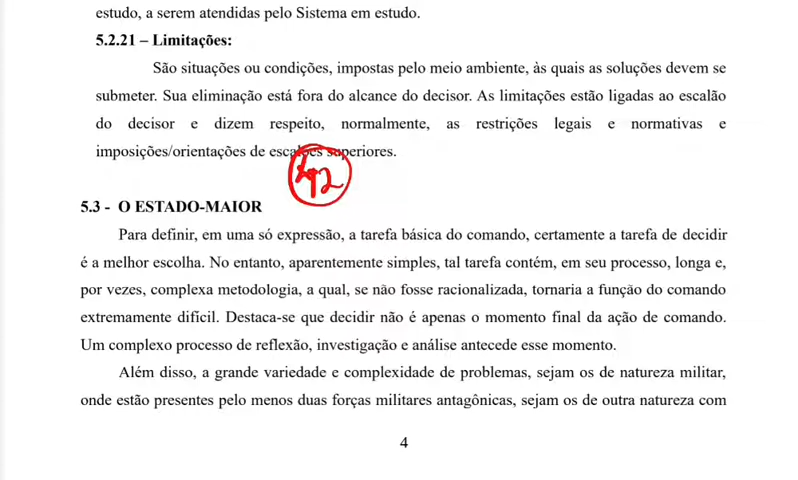 estudo, a serem atendidas pelo Sistema em estudo.
5.2.21 – Limitações:
São situações ou condições, impostas pelo meio ambiente, às quais as soluções devem se
submeter. Sua eliminação está fora do alcance do decisor. As limitações estão ligadas ao escalão
do decisor e dizem respeito, normalmente, as restrições legais e normativas e
imposições/orientações de escalões superiores.
5.3 - O ESTADO-MAIOR
Para definir, em uma só expressão, a tarefa básica do comando, certamente a tarefa de decidir
é a melhor escolha. No entanto, aparentemente simples, tal tarefa contém, em seu processo, longa e,
por vezes, complexa metodologia, a qual, se não fosse racionalizada, tornaria a função do comando
extremamente difícil. Destaca-se que decidir não é apenas o momento final da ação de comando.
Um complexo processo de reflexão, investigação e análise antecede esse momento.
Além disso, a grande variedade e complexidade de problemas, sejam os de natureza militar,
onde estão presentes pelo menos duas forças militares antagônicas, sejam os de outra natureza com
4